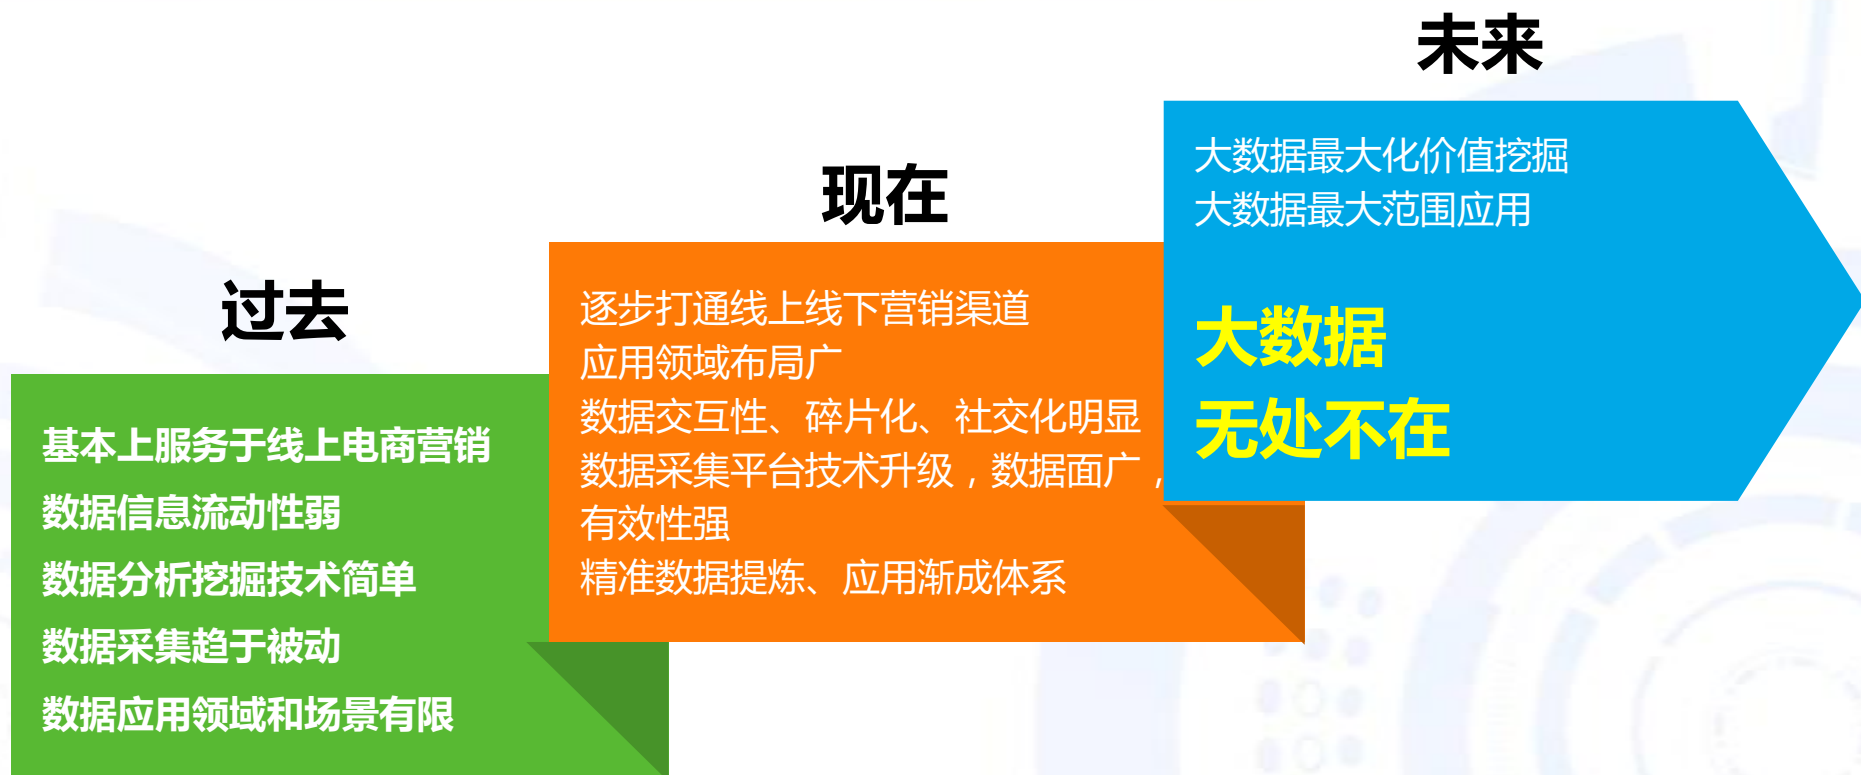 过去
基本上服务于线上电商营销
数据信息流动性弱
数据分析挖掘技术简单
数据采集趋于被动
数据应用领域和场景有限
现在
逐步打通线上线下营销渠道
应用领域布局广
数据交互性、碎片化、社交化明显
数据采集平台技术升级，数据面广，
有效性强
精准数据提炼、应用渐成体系
未来
大数据最大化价值挖掘
大数据最大范围应用
大数据
无处不在